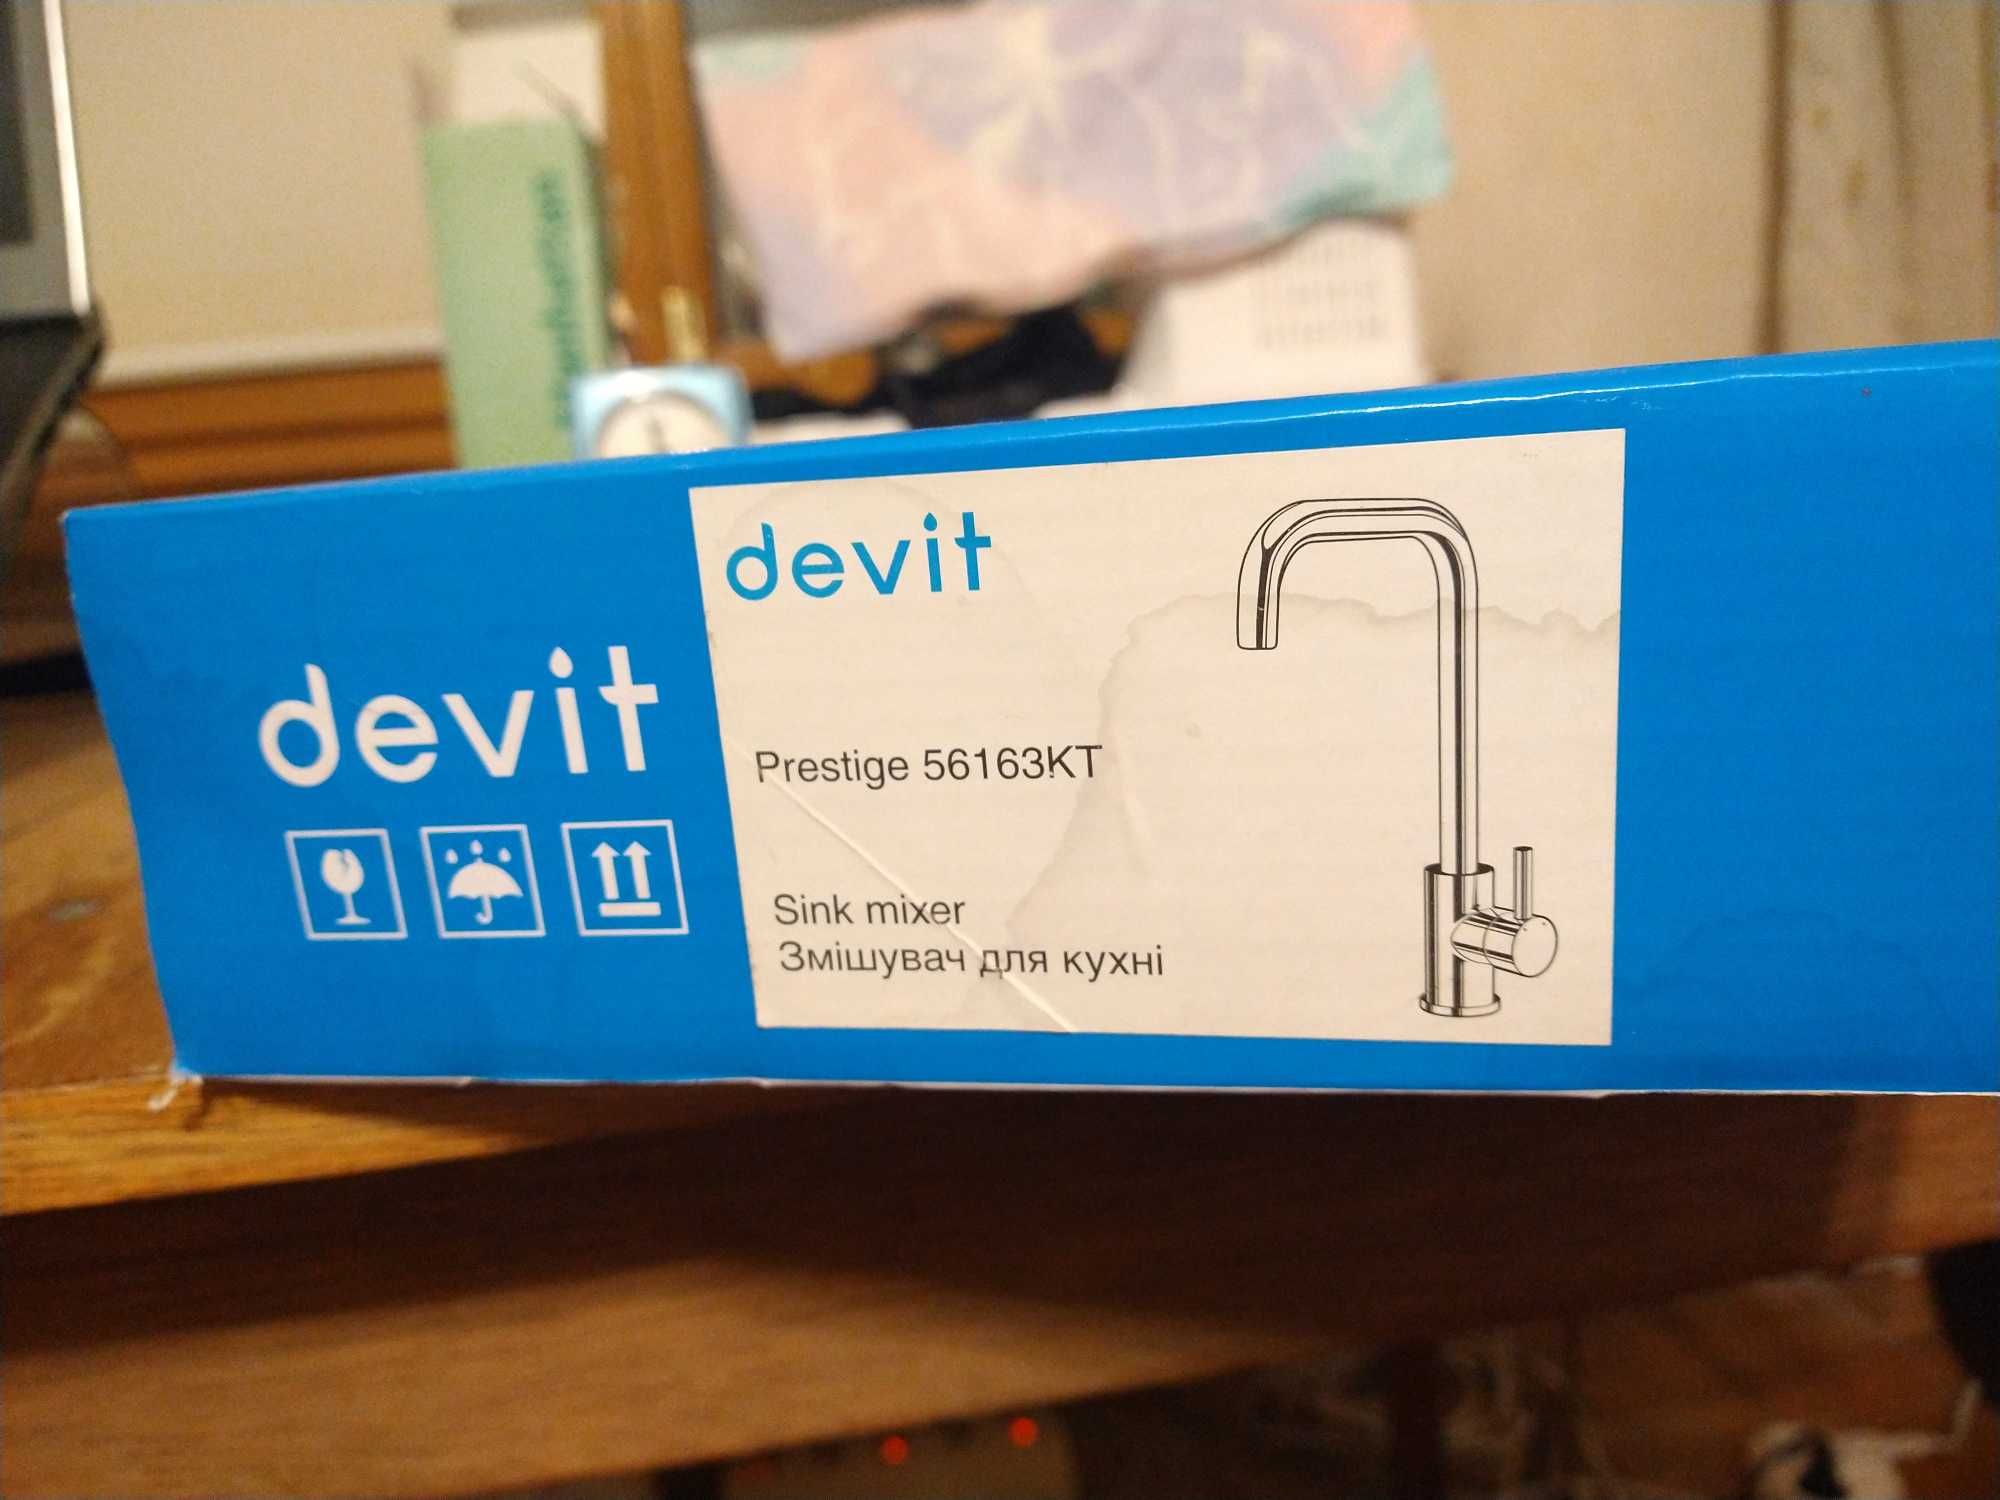 devit
devit
Prestige 56163KT
Sink mixer
Змішувач для кухні